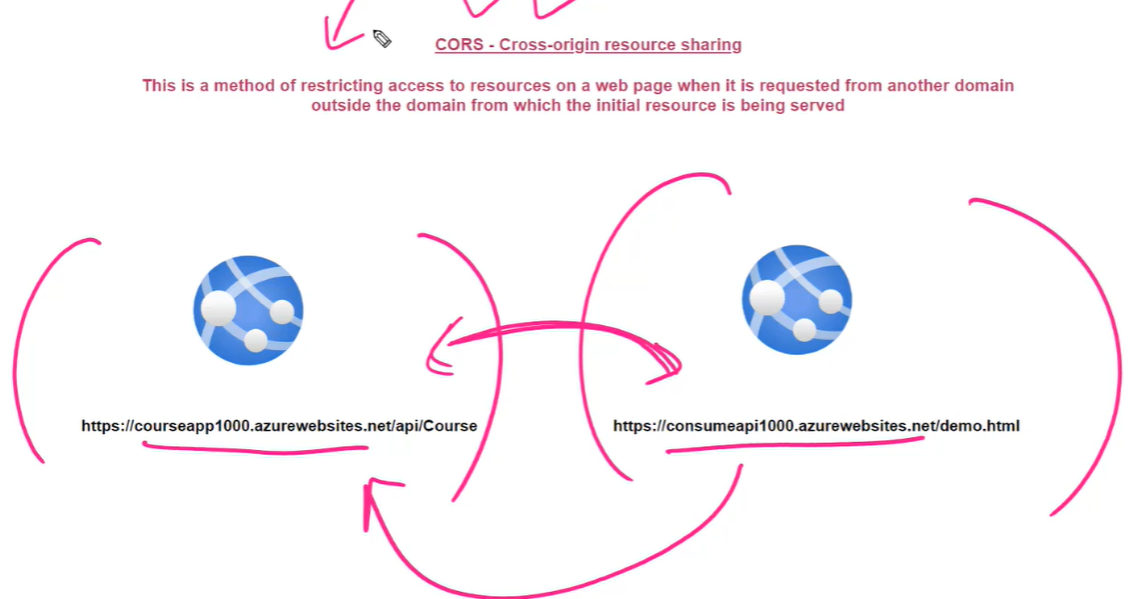 CORS - Cross-origin resource sharing
This is a method of restricting access to resources on a web page when it is requested from another domain
outside the domain from which the initial resource is being served
https://courseapp1000.azurewebsites.net/api/Course
https://consumeapi1000.azurewebsites.net/demo.html